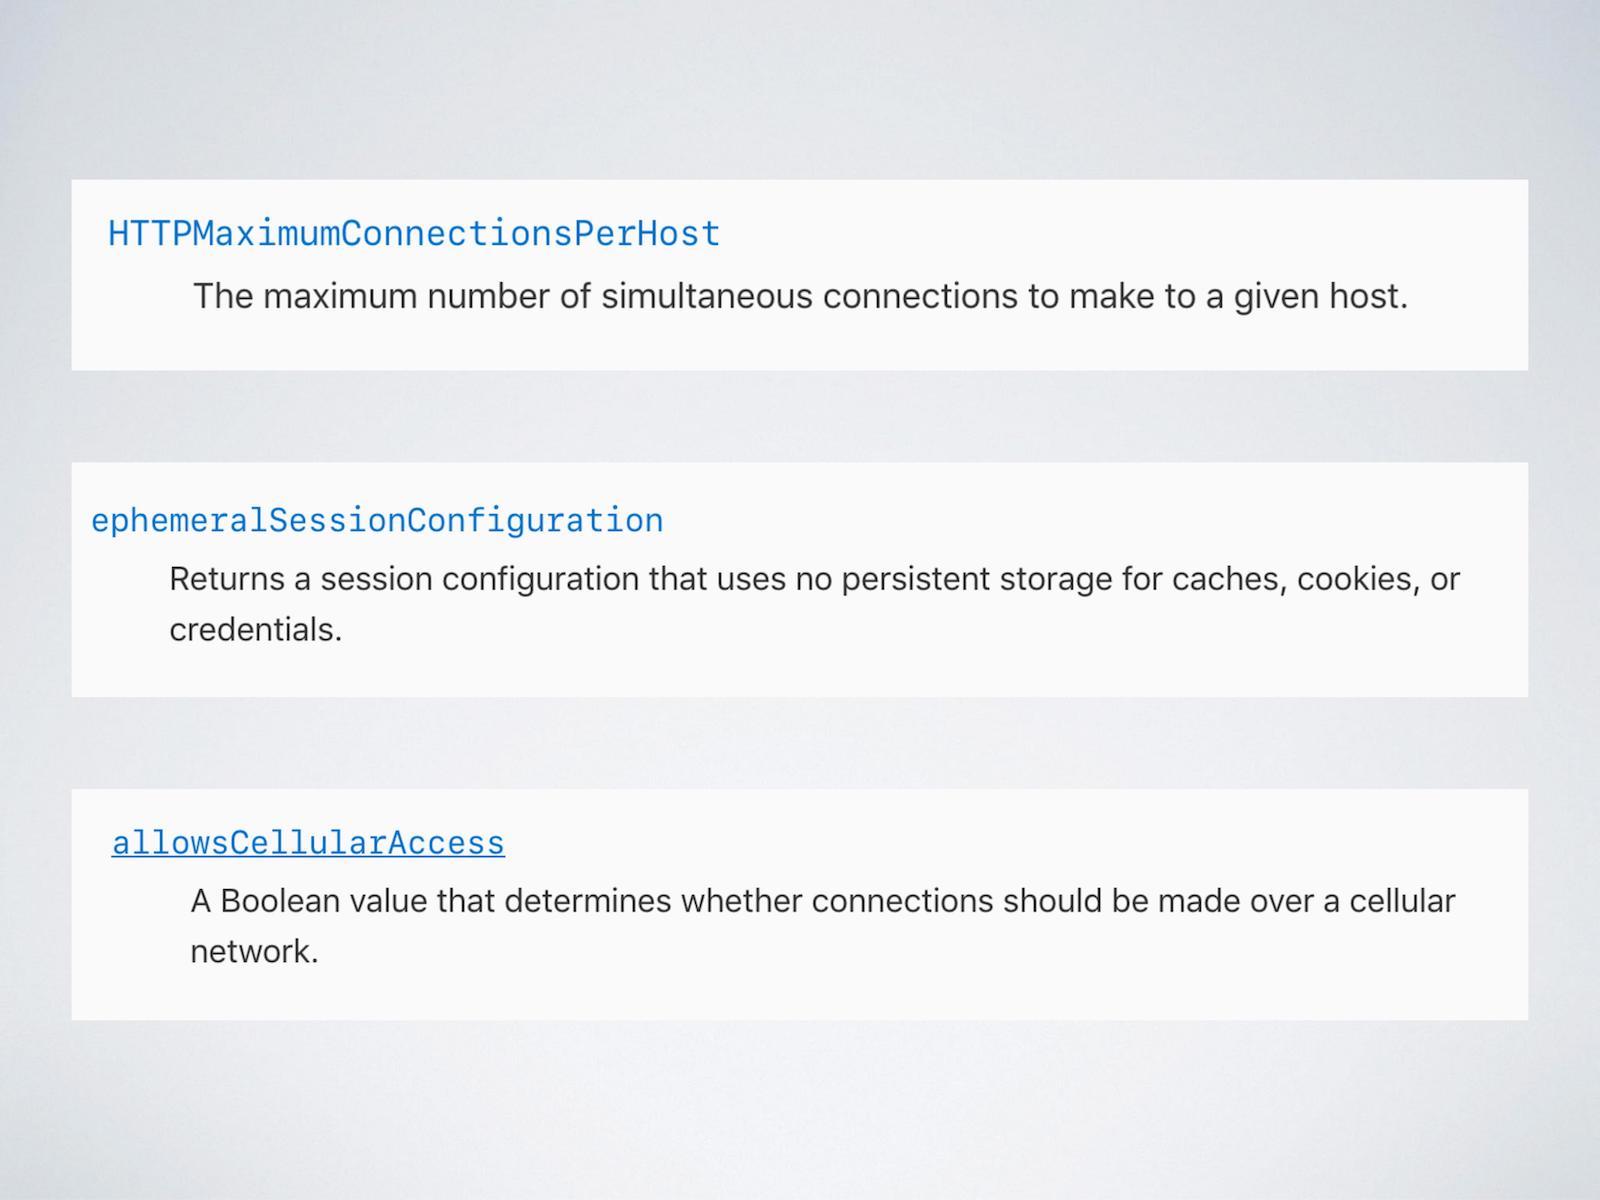 HTTPMaximumConnectionsPerHost
The maximum number of simultaneous connections to make to a given host.
ephemeralSessionConfiguration
Returns a session configuration that uses no persistent storage for caches, cookies, or
credentials.
allowsCellularAccess
A Boolean value that determines whether connections should be made over a cellular
network.